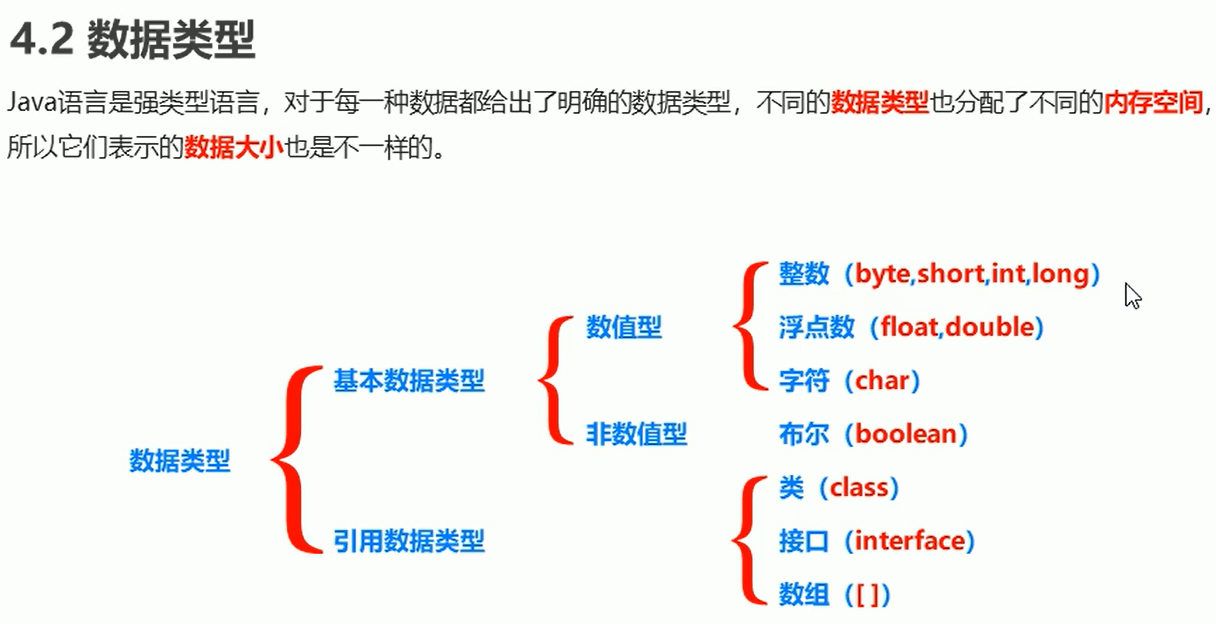 4.2 数据类型
Java语言是强类型语言，对于每一种数据都给出了明确的数据类型，不同的数据类型也分配了不同的内存空间，
所以它们表示的数据大小也是不一样的。
整数（byte,short,int,long）
数值型 浮点数（float,double）
基本数据类型 字符（char）
非数值型 布尔（boolean）
数据类型
类（class）
引用数据类型 接口（interface）
数组（[ ]）